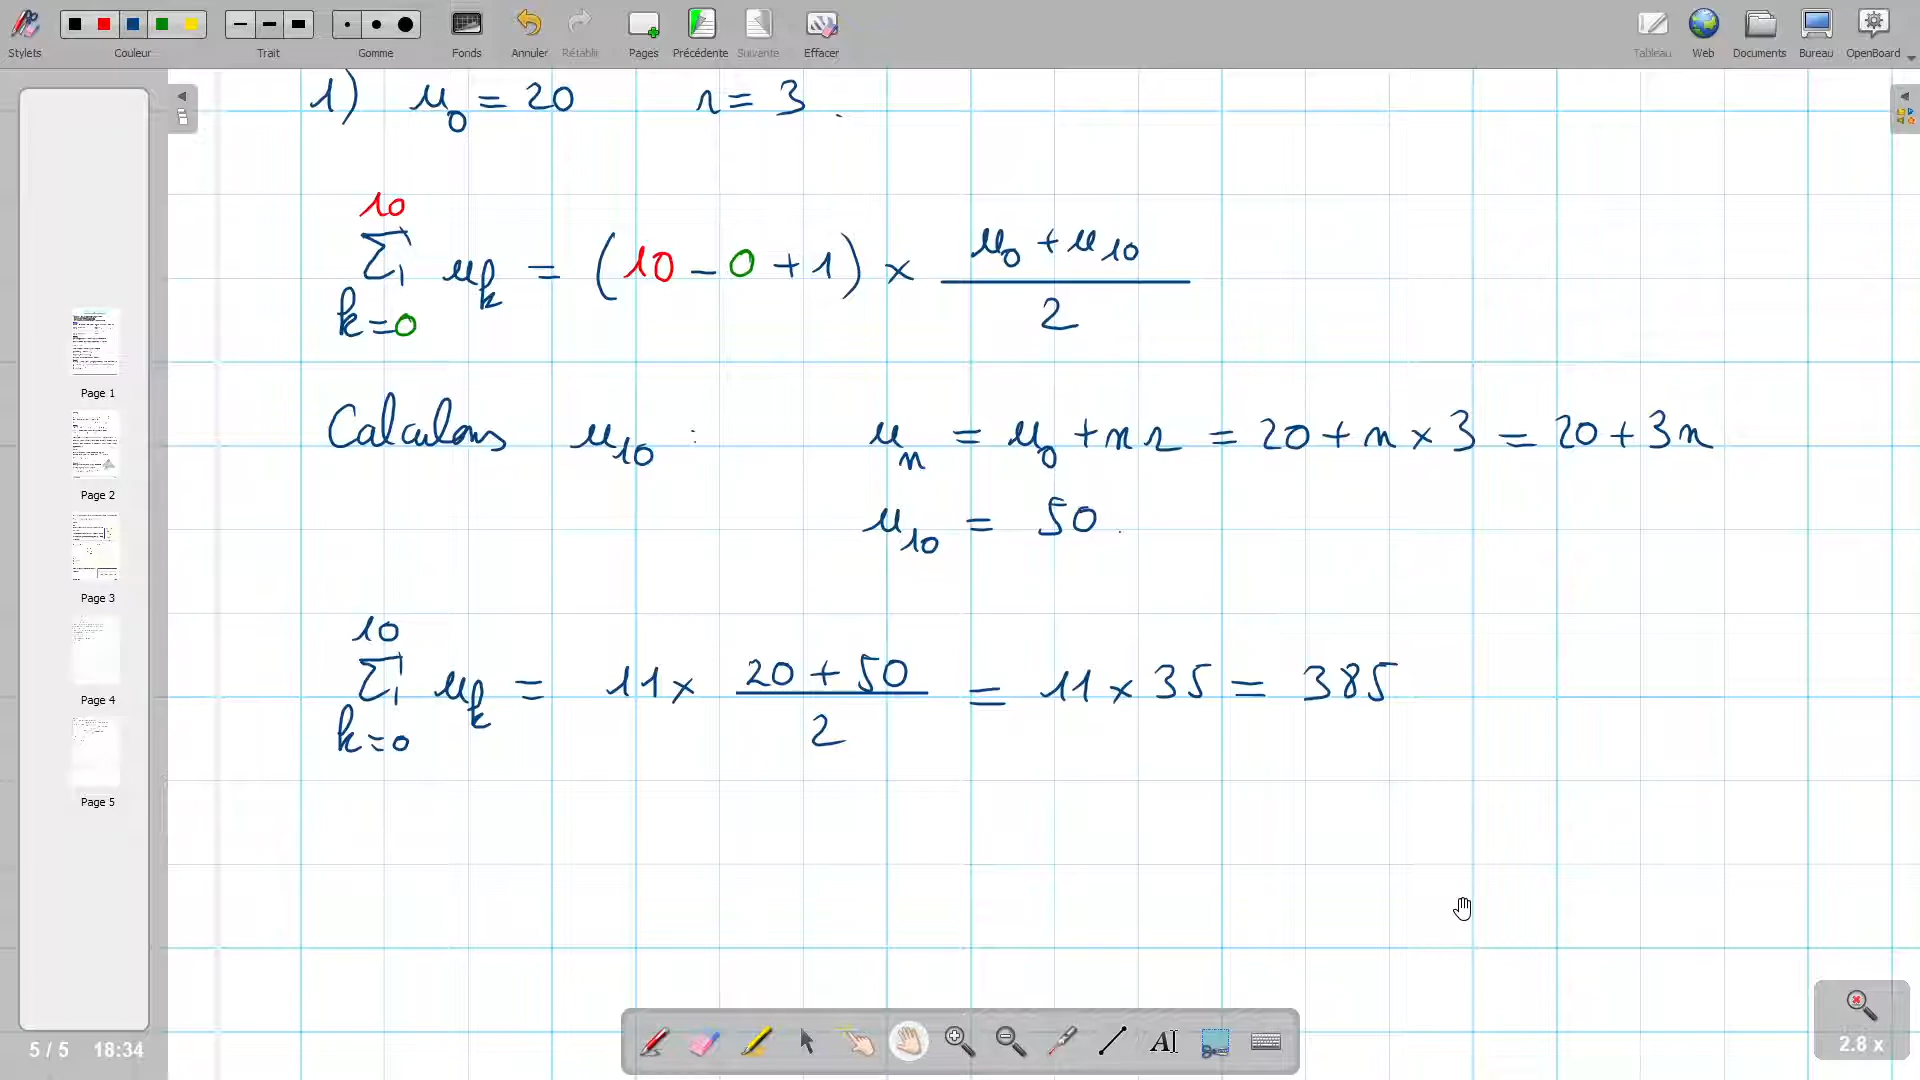 Stylets Couleur Trait Gomme Fonds Annuler Rétablir Pages Précédente Suivante Effacer Tableau Web Documents Bureau OpenBoard
1) u₀ = 20 r = 3.
10
∑ uₖ = (10 − 0 + 1) × (u₀ + u₁₀)/2
k=0
Calculons u₁₀ : uₙ = u₀ + nr = 20 + n × 3 = 20 + 3n
u₁₀ = 50.
10
∑ uₖ = 11 × (20 + 50)/2 = 11 × 35 = 385
k=0
Page 1
Page 2
Page 3
Page 4
Page 5
5 / 5 18:34
AI
2.8 x